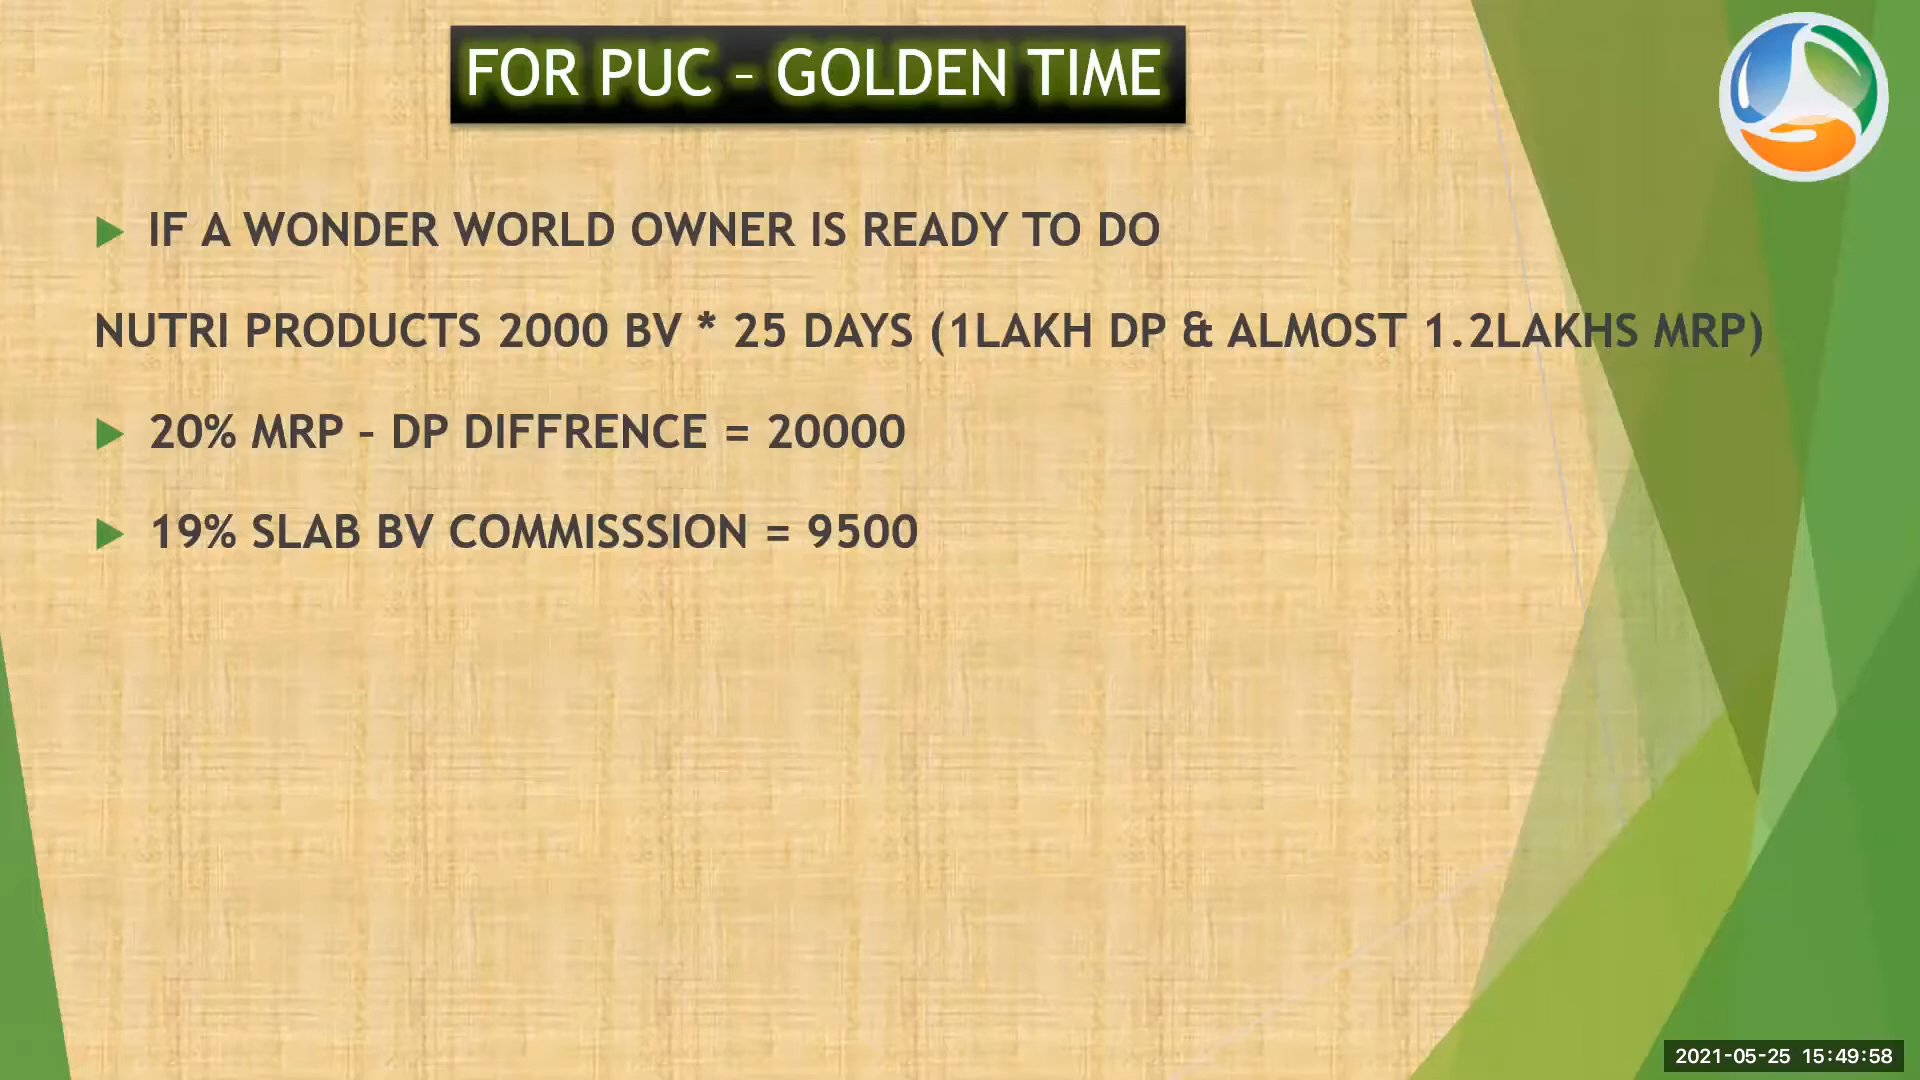 FOR PUC – GOLDEN TIME
IF A WONDER WORLD OWNER IS READY TO DO
NUTRI PRODUCTS 2000 BV * 25 DAYS (1LAKH DP & ALMOST 1.2LAKHS MRP)
20% MRP – DP DIFFRENCE = 20000
19% SLAB BV COMMISSSION = 9500
2021-05-25 15:49:58